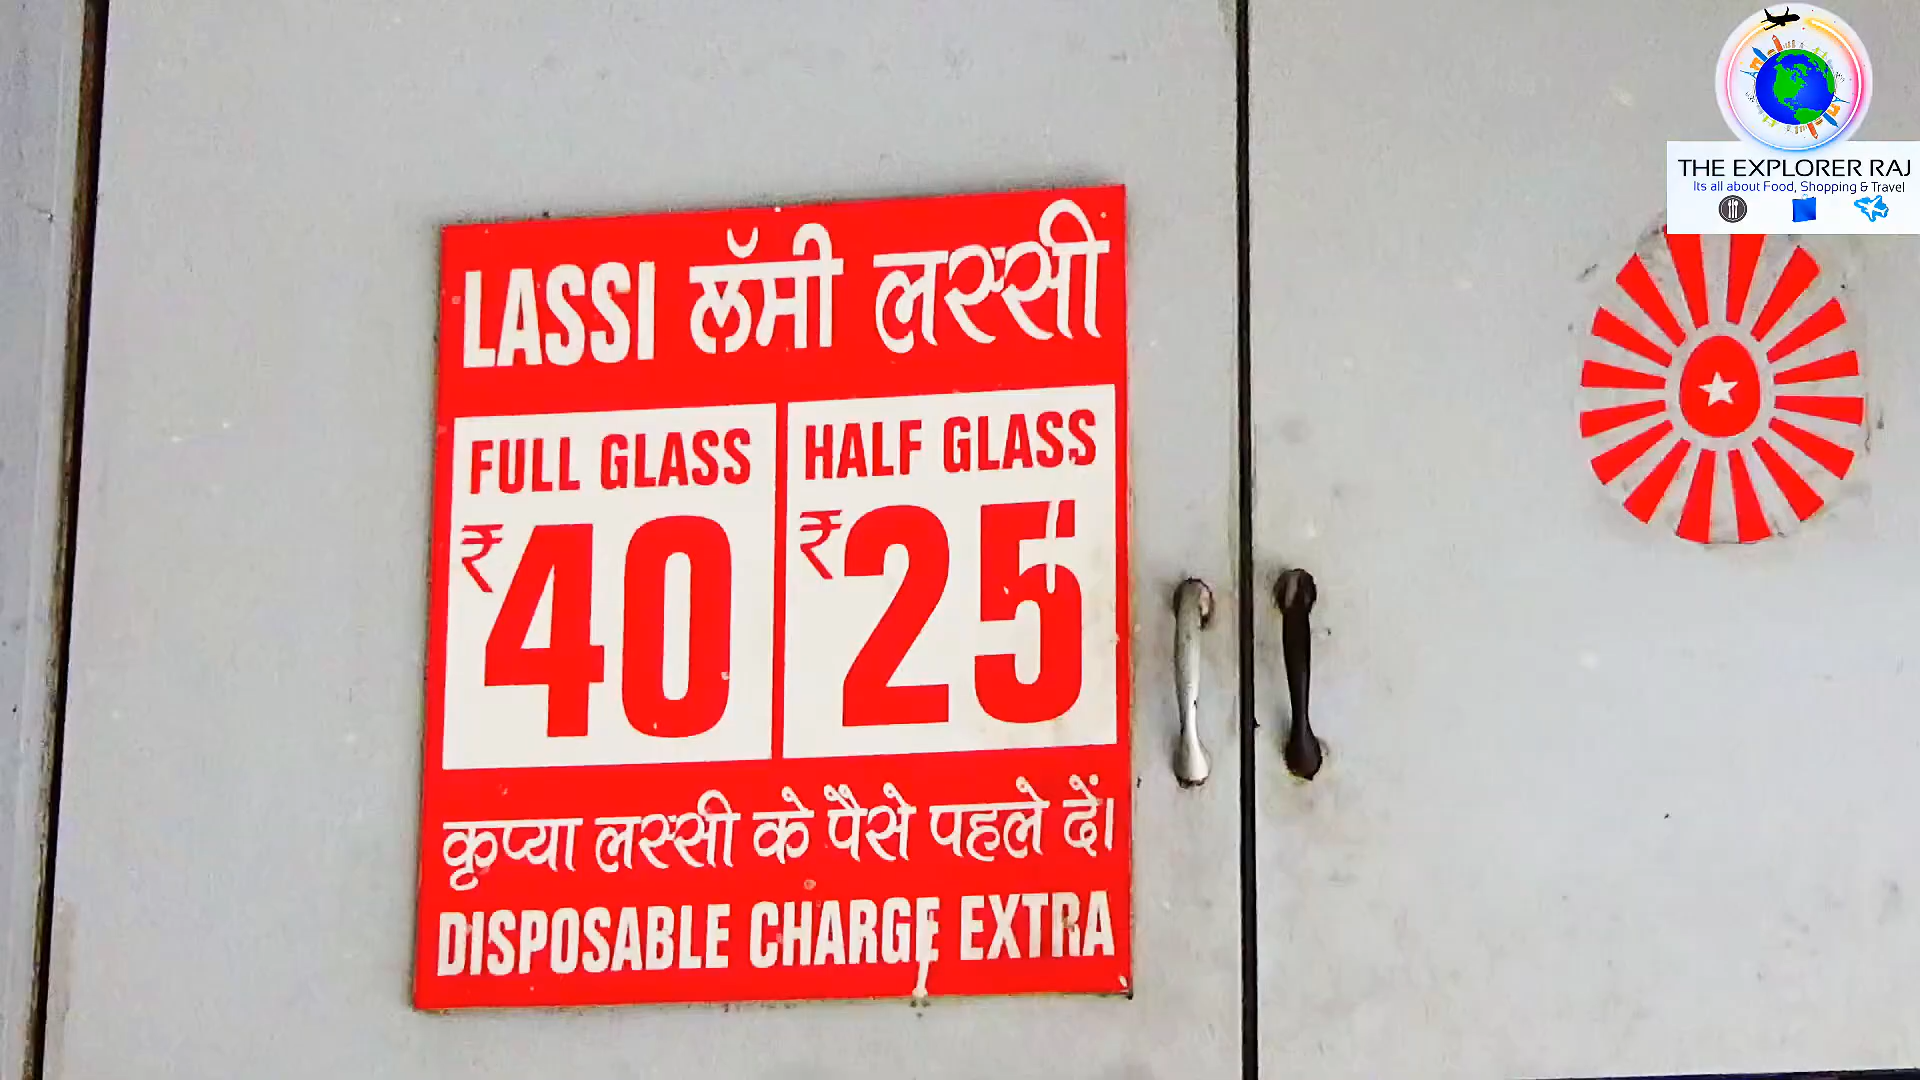 THE EXPLORER RAJ
Its all about Food, Shopping & Travel
LASSI ਲੱਸੀ लस्सी
FULL GLASS
₹40
HALF GLASS
₹25
कृप्या लस्सी के पैसे पहले दें।
DISPOSABLE CHARGE EXTRA